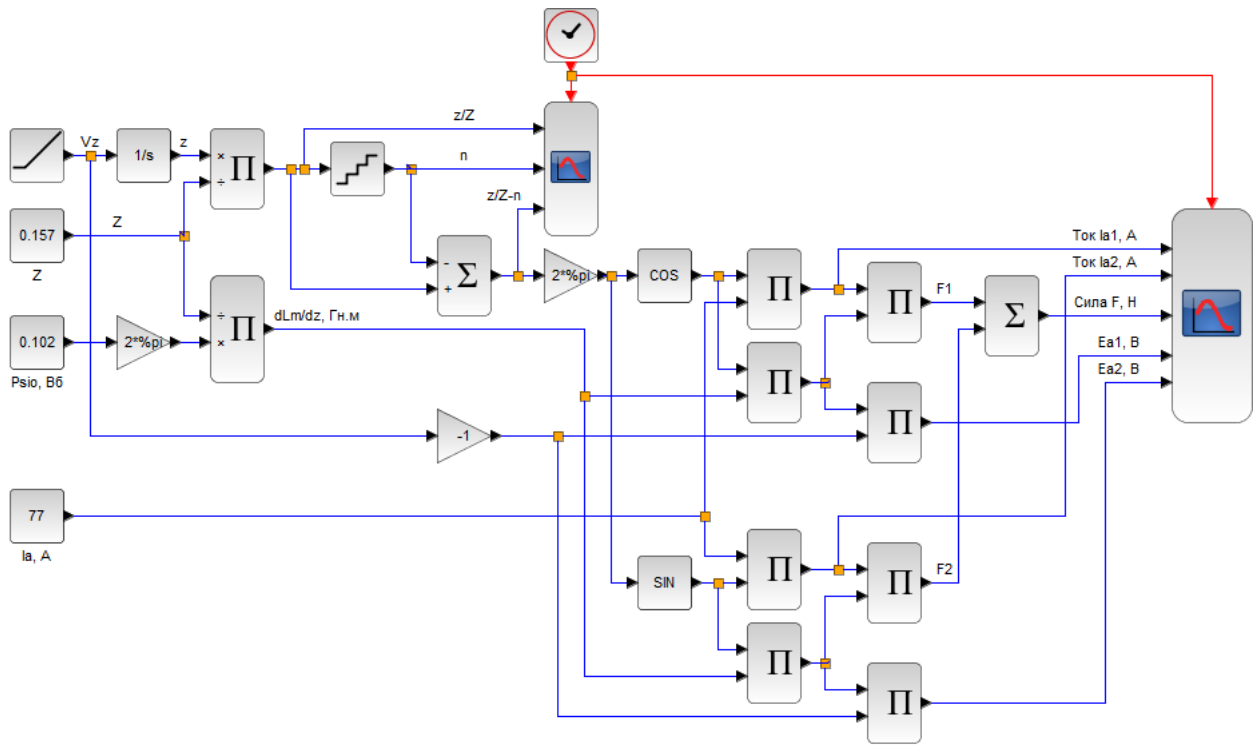 z/Z
Vz
1/s
z
×
÷
Π
n
z/Z-n
0.157
Z
Z
-
+
Σ
2*%pi
COS
Π
Ток Ia1, А
Ток Ia2, А
Π
F1
Σ
Сила F, Н
0.102
Psio, Вб
2*%pi
÷
×
Π
dLm/dz, Гн.м
Π
Ea1, В
Ea2, В
-1
Π
77
Ia, А
SIN
Π
Π
F2
Π
Π